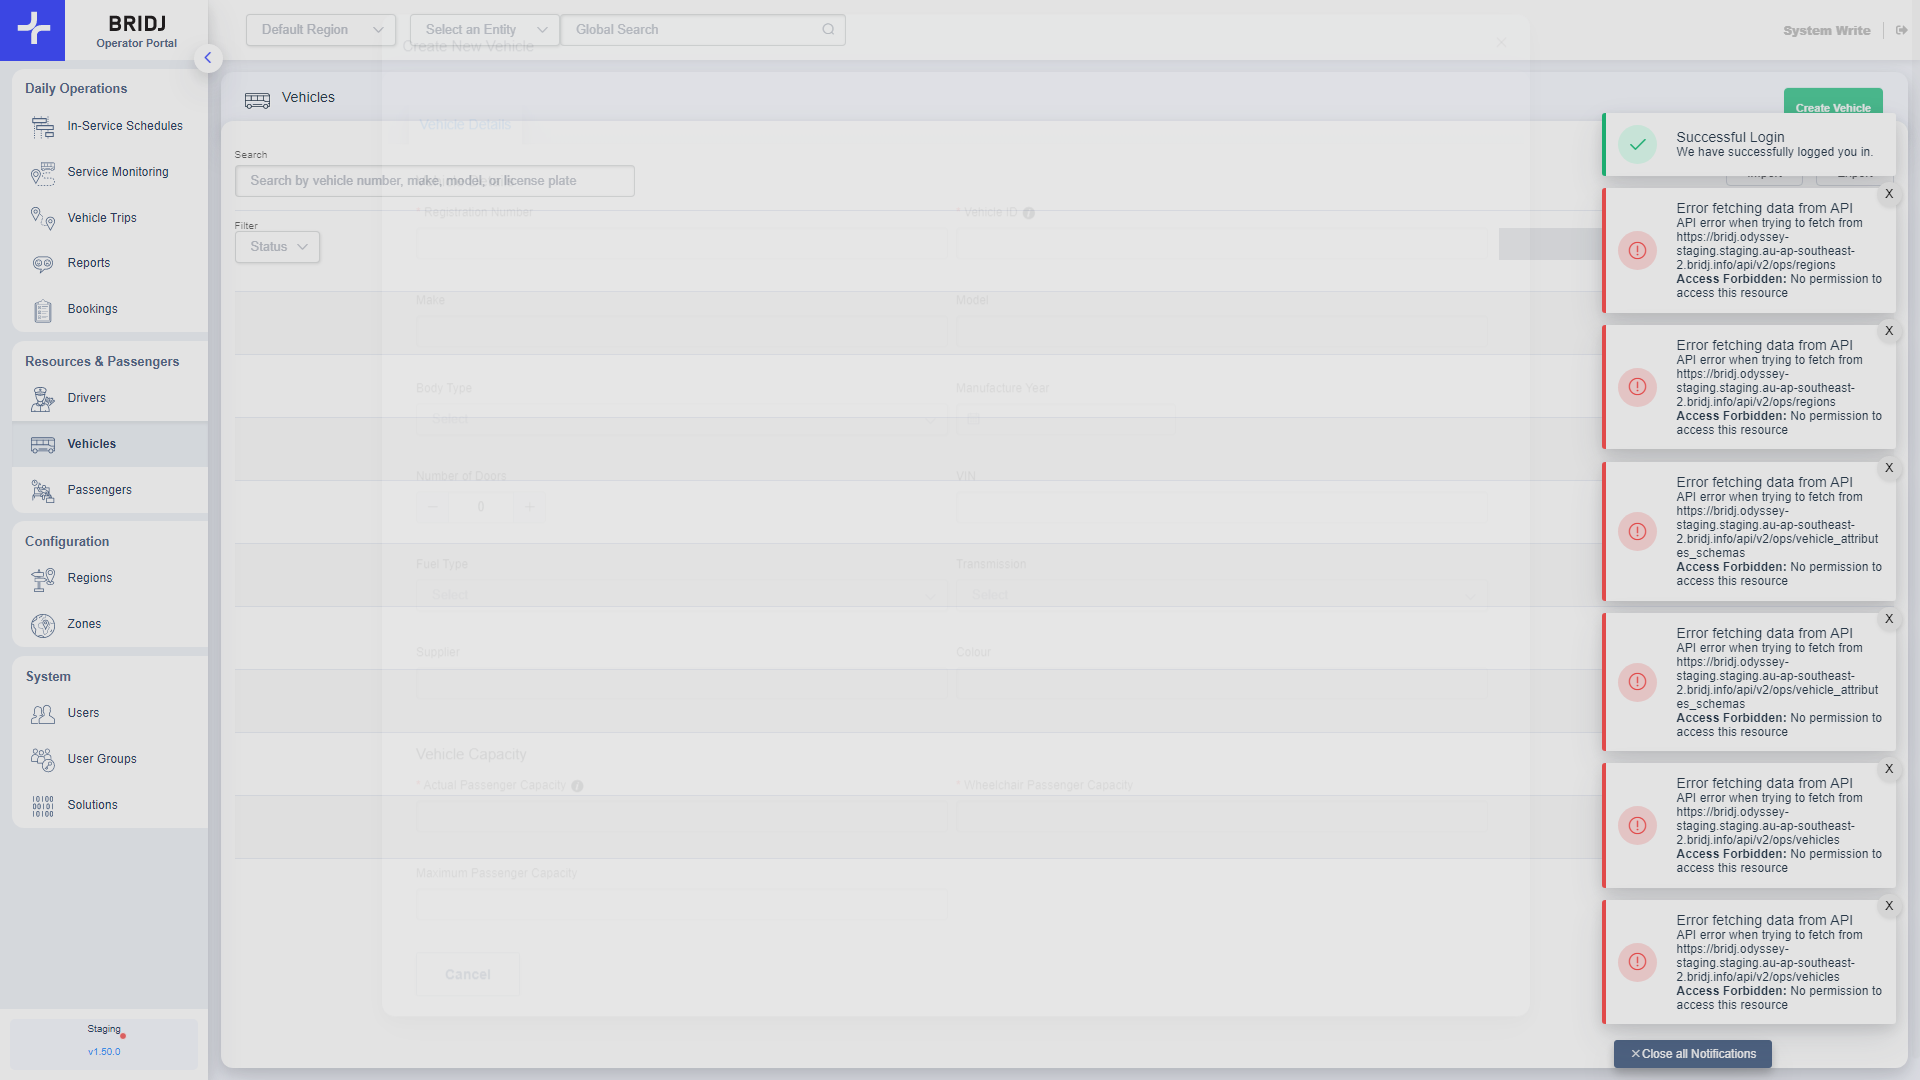 BRIDJ
Operator Portal
Default Region
Select an Entity
Global Search
System Write
Create New Vehicle
Daily Operations
In-Service Schedules
Service Monitoring
Vehicle Trips
Reports
Bookings
Resources & Passengers
Drivers
Vehicles
Passengers
Configuration
Regions
Zones
System
Users
User Groups
Solutions
Staging
v1.50.0
Vehicles
Create Vehicle
Vehicle Details
Search
Search by vehicle number, make, model, or license plate
Import
Export
Filter
Status
* Registration Number
* Vehicle ID
Make
Model
Body Type
Select
Manufacture Year
Number of Doors
0
VIN
Fuel Type
Select
Transmission
Select
Supplier
Colour
Vehicle Capacity
* Actual Passenger Capacity
* Wheelchair Passenger Capacity
Maximum Passenger Capacity
Cancel
Successful Login
We have successfully logged you in.
X
Error fetching data from API
API error when trying to fetch from
https://bridj.odyssey-
staging.staging.au-ap-southeast-
2.bridj.info/api/v2/ops/regions
Access Forbidden: No permission to
access this resource
X
Error fetching data from API
API error when trying to fetch from
https://bridj.odyssey-
staging.staging.au-ap-southeast-
2.bridj.info/api/v2/ops/regions
Access Forbidden: No permission to
access this resource
X
Error fetching data from API
API error when trying to fetch from
https://bridj.odyssey-
staging.staging.au-ap-southeast-
2.bridj.info/api/v2/ops/vehicle_attribut
es_schemas
Access Forbidden: No permission to
access this resource
X
Error fetching data from API
API error when trying to fetch from
https://bridj.odyssey-
staging.staging.au-ap-southeast-
2.bridj.info/api/v2/ops/vehicle_attribut
es_schemas
Access Forbidden: No permission to
access this resource
X
Error fetching data from API
API error when trying to fetch from
https://bridj.odyssey-
staging.staging.au-ap-southeast-
2.bridj.info/api/v2/ops/vehicles
Access Forbidden: No permission to
access this resource
X
Error fetching data from API
API error when trying to fetch from
https://bridj.odyssey-
staging.staging.au-ap-southeast-
2.bridj.info/api/v2/ops/vehicles
Access Forbidden: No permission to
access this resource
Close all Notifications